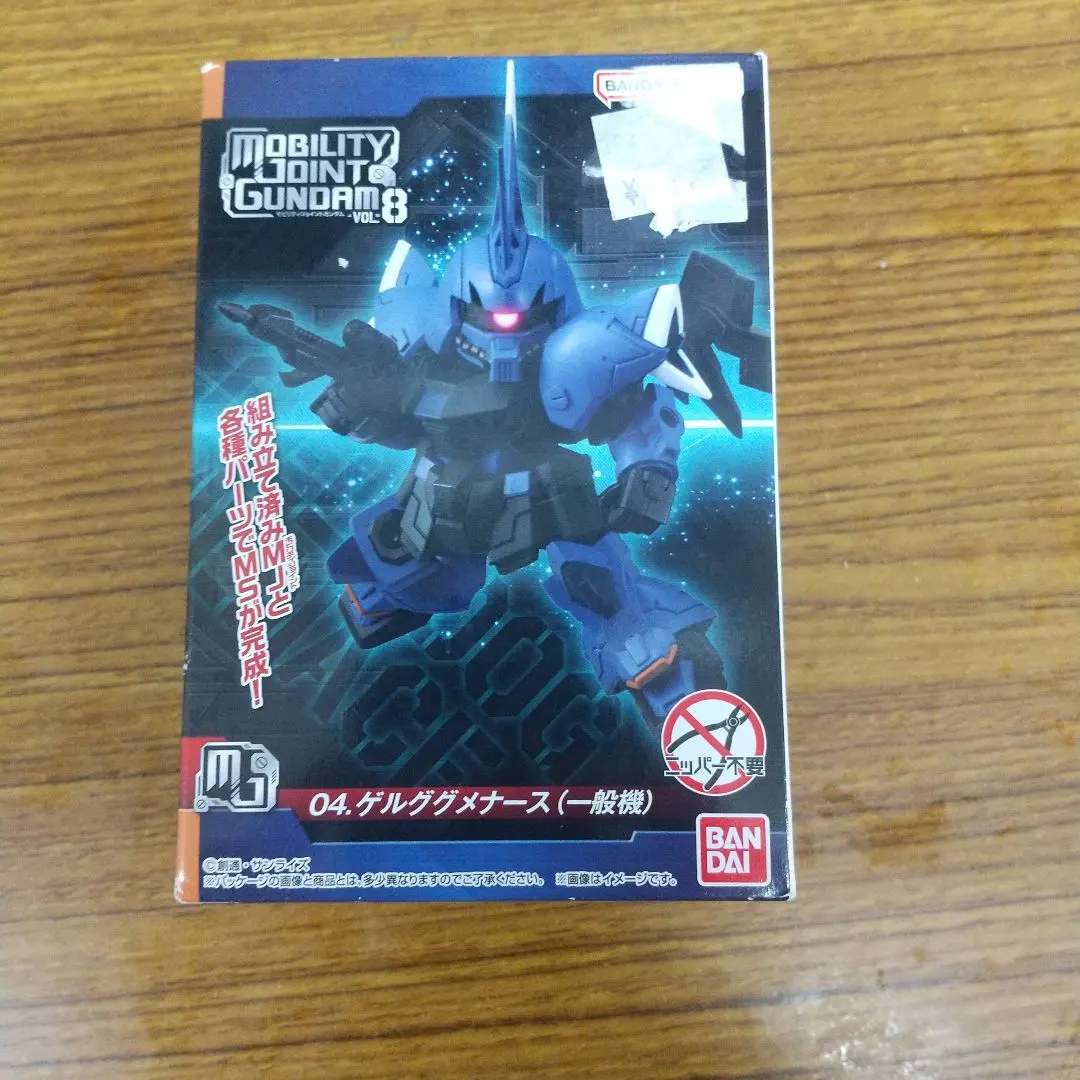 BANDAI
MOBILITY
JOINT
GUNDAM
モビリティジョイントガンダム
VOL. 8
組み立て済みMJと
モビリティジョイント
各種パーツでMSが完成!
ニッパー不要
MJ
04.ゲルググメナース(一般機)
BAN
DAI
©創通・サンライズ
※パッケージの画像と商品とは、多少異なりますのでご了承ください。 ※画像はイメージです。